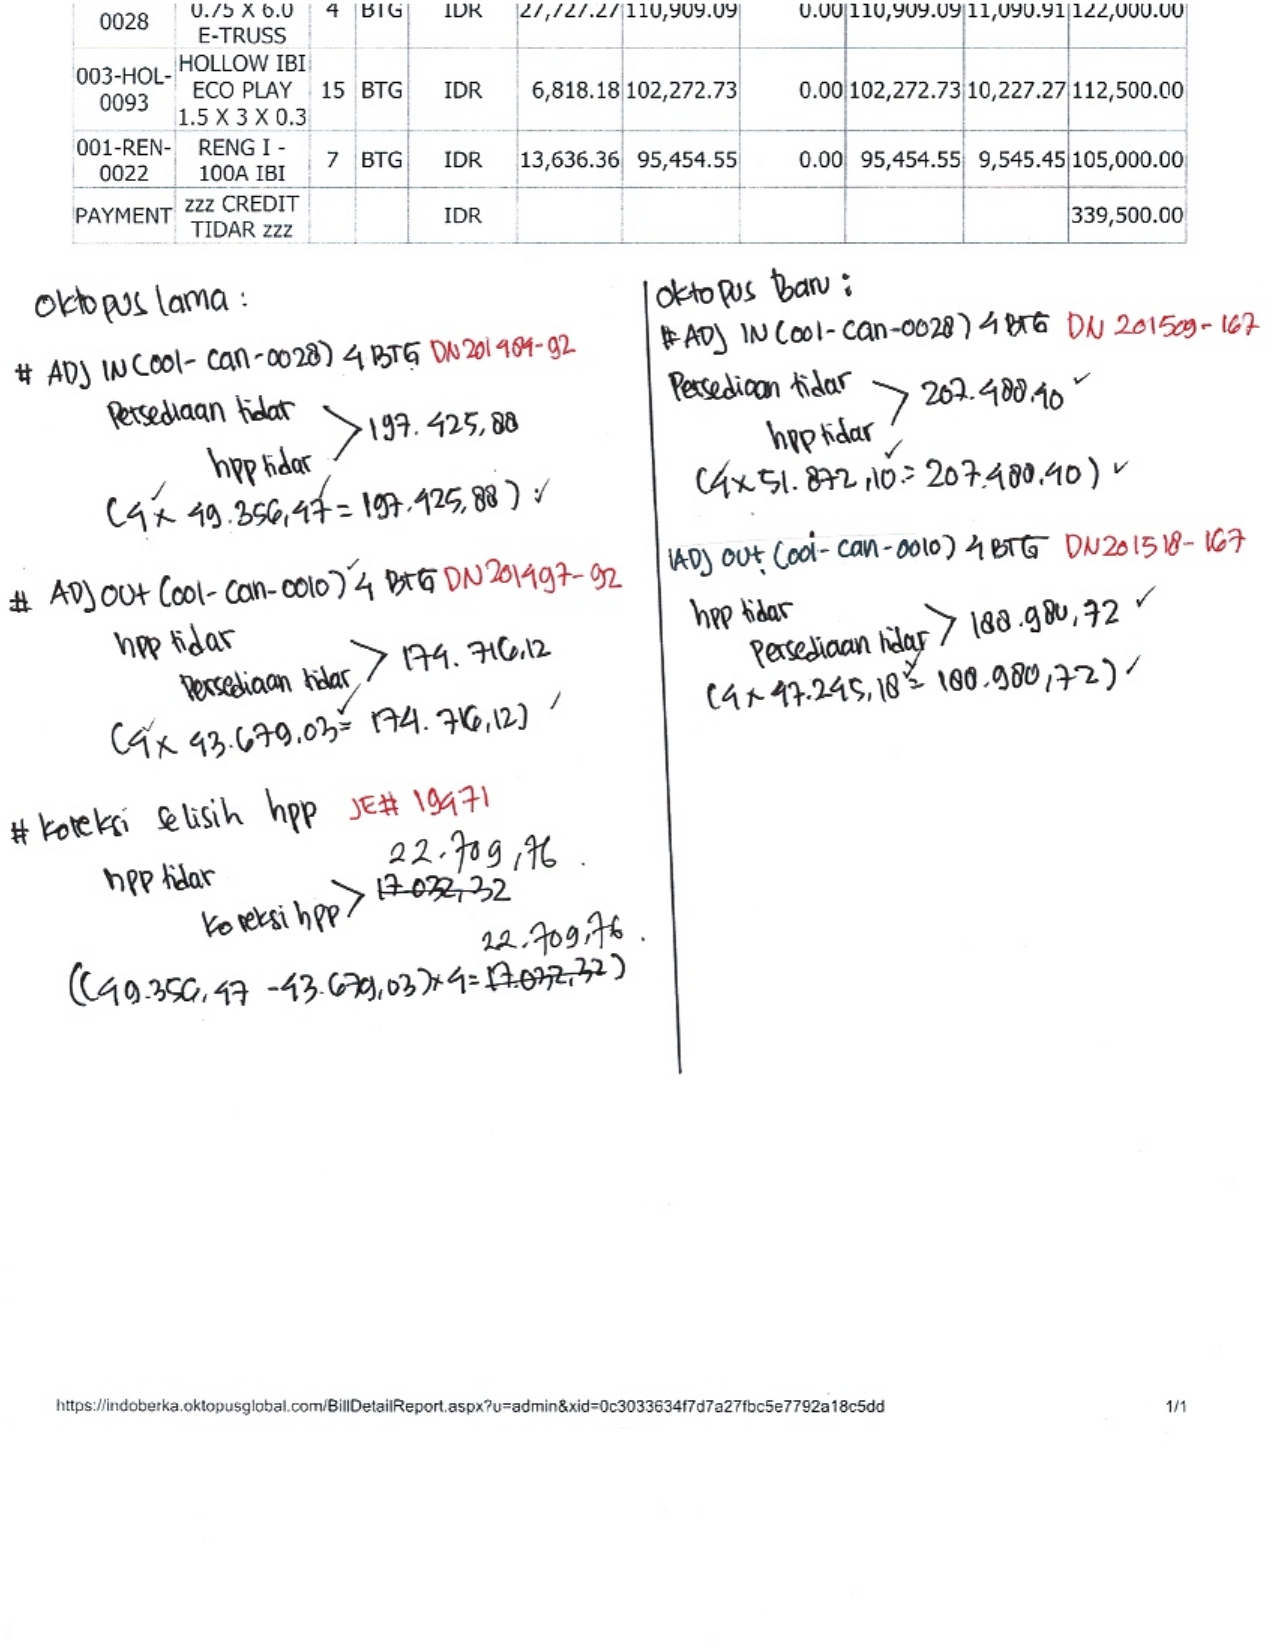 0028 0.75 X 6.0 E-TRUSS 4 BTG IDR 27,727.27 110,909.09 0.00 110,909.09 11,090.91 122,000.00
003-HOL-0093 HOLLOW IBI ECO PLAY 1.5 X 3 X 0.3 15 BTG IDR 6,818.18 102,272.73 0.00 102,272.73 10,227.27 112,500.00
001-REN-0022 RENG I - 100A IBI 7 BTG IDR 13,636.36 95,454.55 0.00 95,454.55 9,545.45 105,000.00
PAYMENT zzz CREDIT TIDAR zzz IDR 339,500.00
Oktopus lama :
# ADJ IN (001-can-0028) 4 BTG DN 201484-92
Persediaan tidar
hpp tidar
> 197.425,88
(4 x 49.356,47 = 197.425,88) ✓
# ADJ OUt (001-can-0010) 4 BTG DN 201497-92
hpp tidar
Persediaan tidar
> 174.716,12
(4 x 43.679,03 = 174.716,12)
# koreksi selisih hpp JE# 19471
22.709,76
hpp tidar
koreksi hpp
> 17.032,32
22.709,76
((49.356,47 - 43.679,03) x 4 = 17.032,32)
Oktopus Baru :
# ADJ IN (001-can-0028) 4 BTG DN 201509-167
Persediaan tidar
hpp tidar
> 207.488,40 ✓
(4 x 51.872,10 = 207.488,40) ✓
ADJ OUt (001-can-0010) 4 BTG DN 201518-167
hpp tidar
Persediaan tidar
> 188.980,72 ✓
(4 x 47.245,18 = 188.980,72) ✓
https://indoberka.oktopusglobal.com/BillDetailReport.aspx?u=admin&xid=0c3033634f7d7a27fbc5e7792a18c5dd 1/1